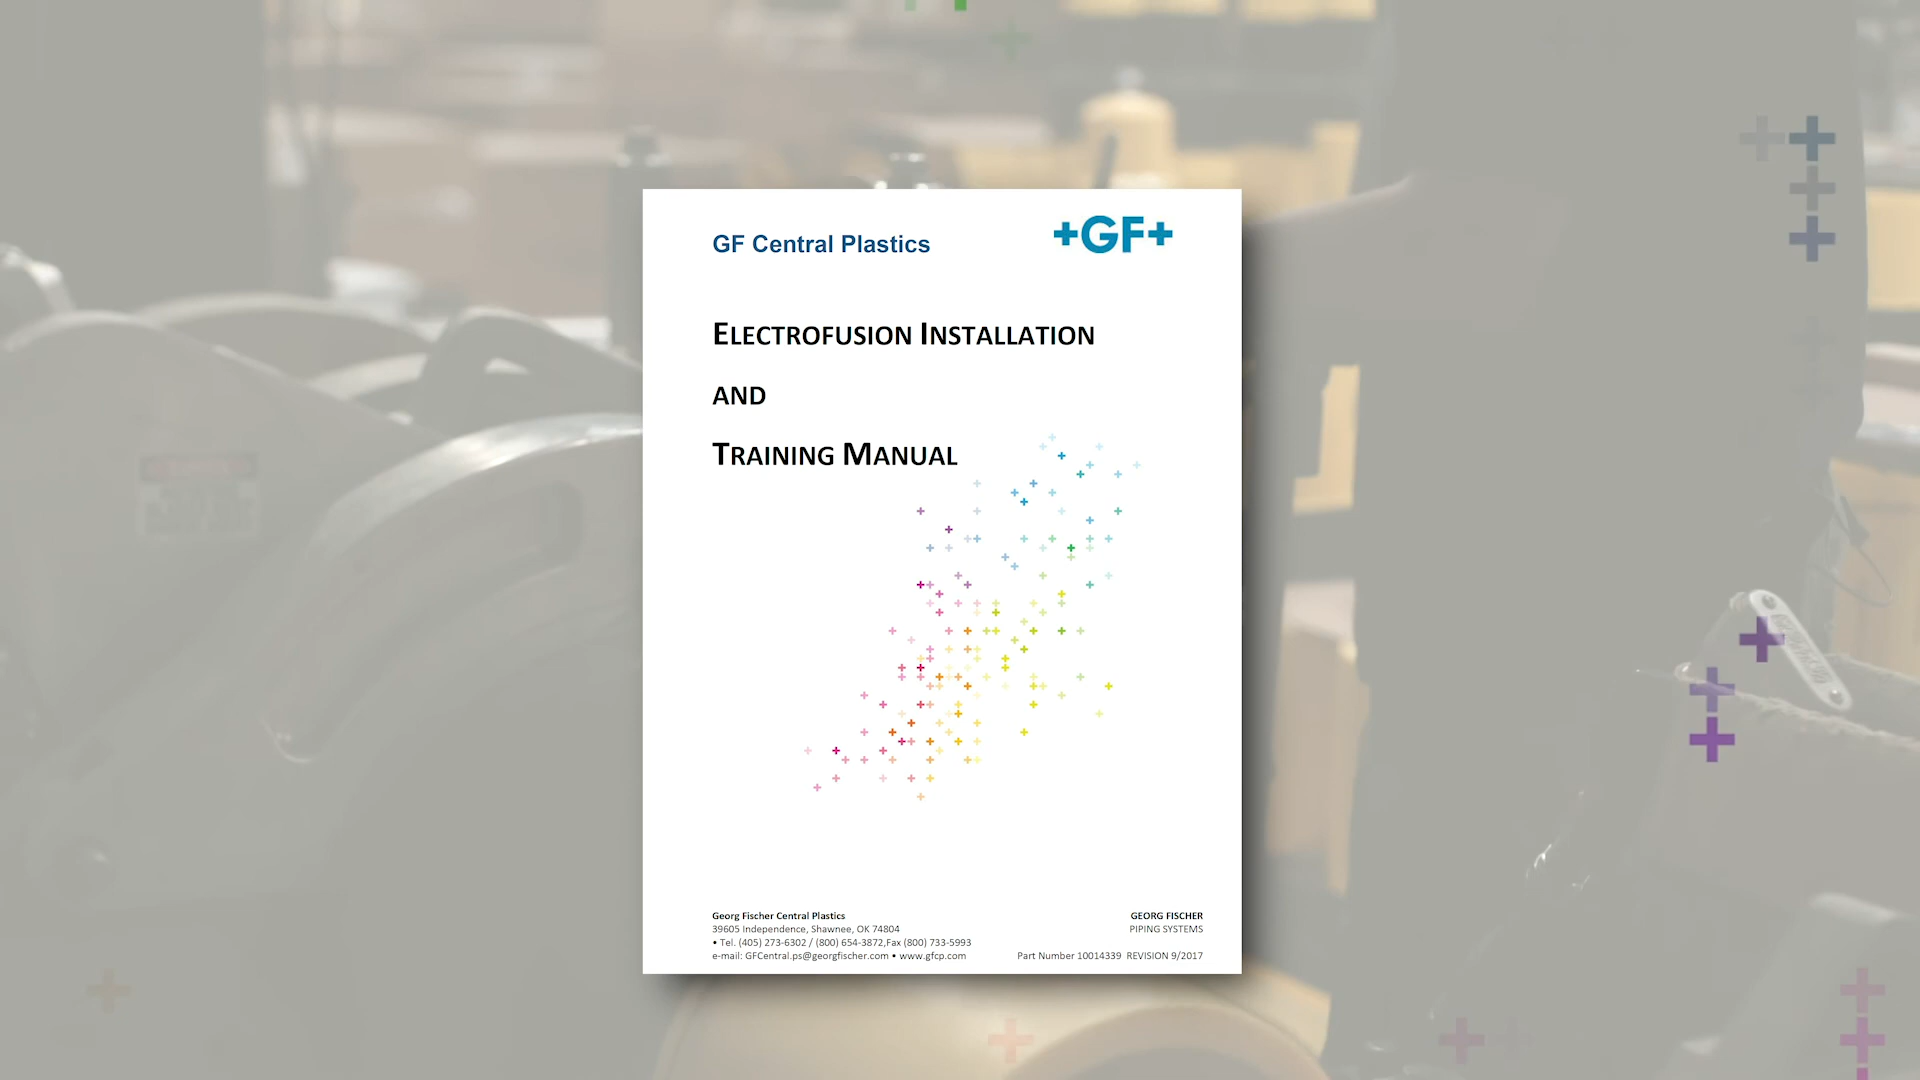 GF Central Plastics
+GF+
ELECTROFUSION INSTALLATION
AND
TRAINING MANUAL
Georg Fischer Central Plastics
39605 Independence, Shawnee, OK 74804
• Tel. (405) 273-6302 / (800) 654-3872,Fax (800) 733-5993
e-mail: GFCentral.ps@georgfischer.com • www.gfcp.com
GEORG FISCHER
PIPING SYSTEMS
Part Number 10014339 REVISION 9/2017